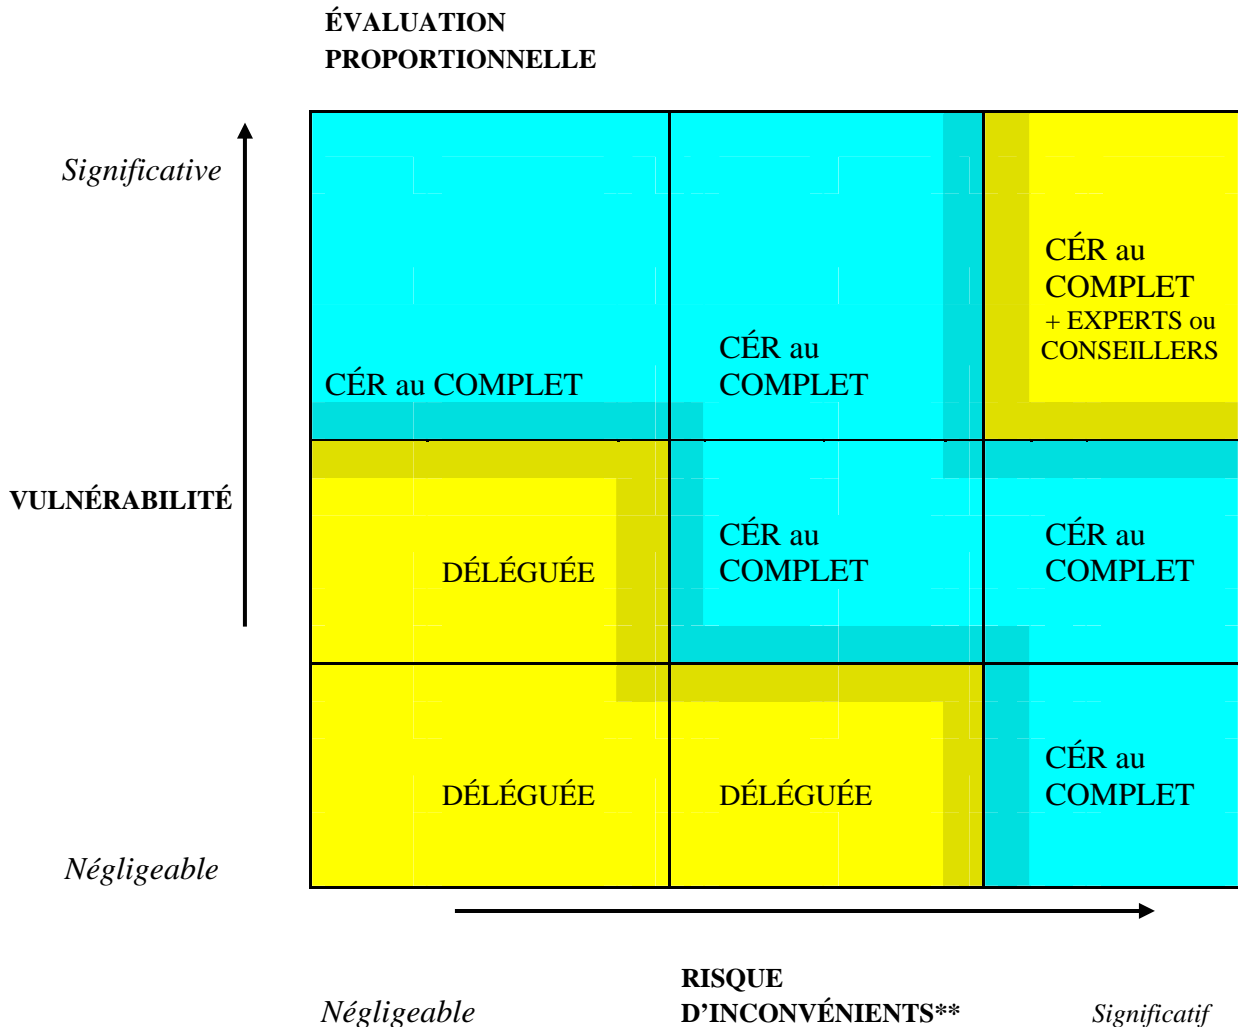 ÉVALUATION
PROPORTIONNELLE
Significative
CÉR au COMPLET
CÉR au
COMPLET
CÉR au
COMPLET
+ EXPERTS ou
CONSEILLERS
VULNÉRABILITÉ
DÉLÉGUÉE
CÉR au
COMPLET
CÉR au
COMPLET
DÉLÉGUÉE
DÉLÉGUÉE
CÉR au
COMPLET
Négligeable
Négligeable
RISQUE
D'INCONVÉNIENTS**
Significatif